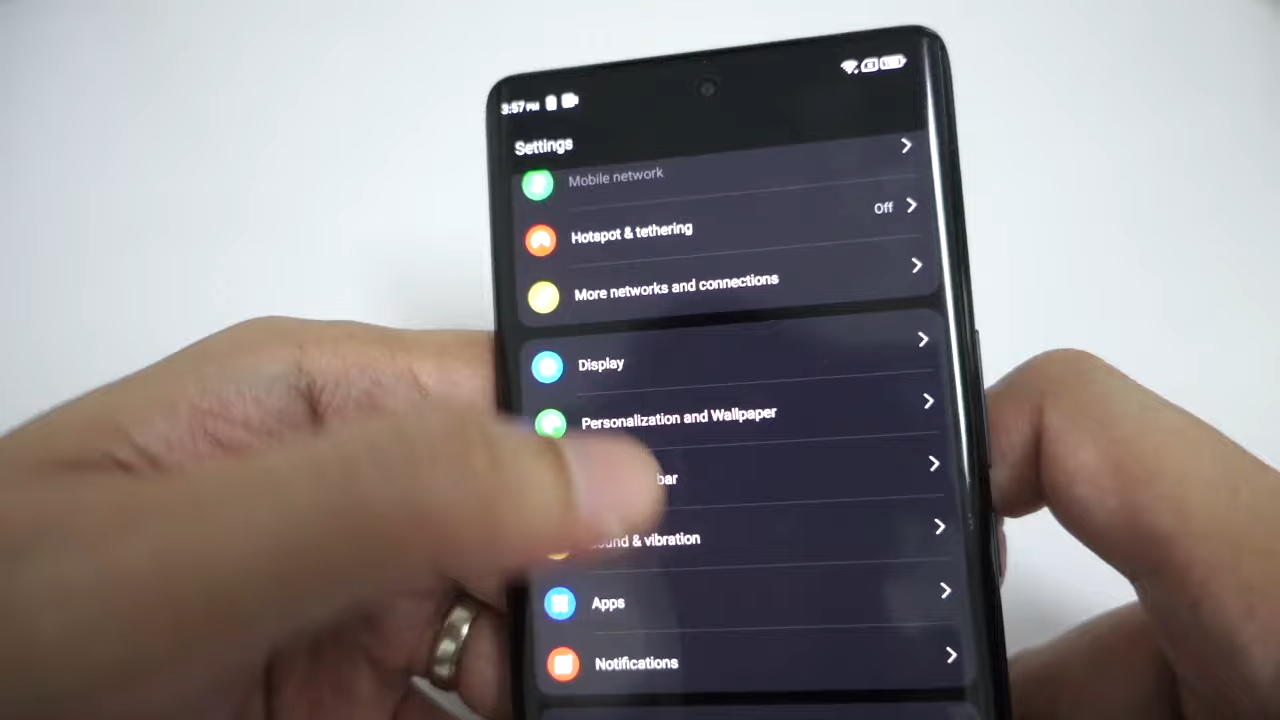 3:57 PM
Settings
Mobile network
Hotspot & tethering
Off
More networks and connections
Display
Personalization and Wallpaper
bar
& vibration
Apps
Notifications